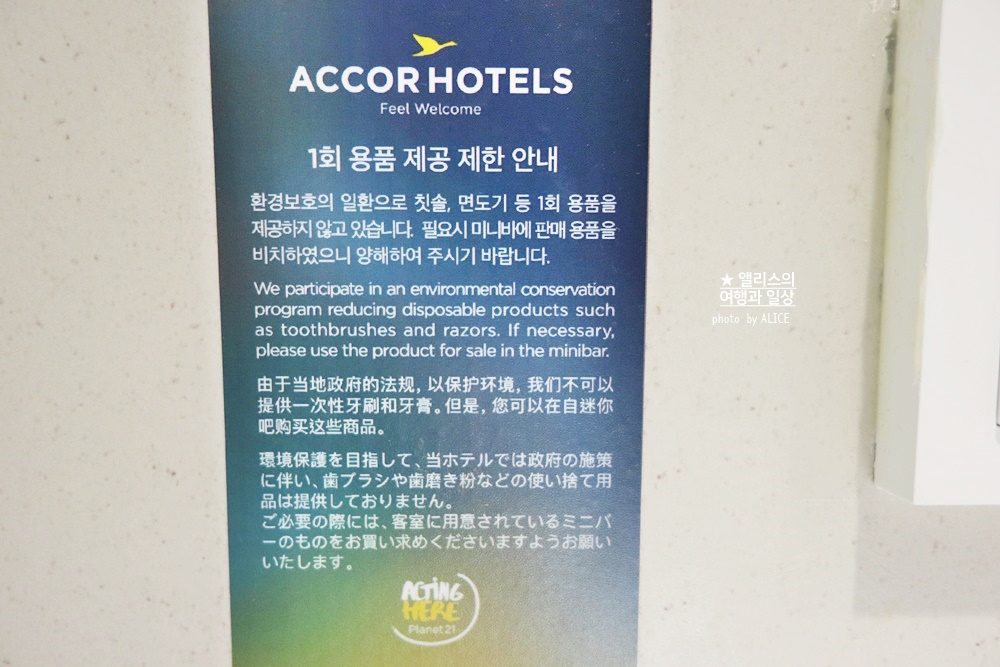 ACCOR HOTELS
Feel Welcome
1회 용품 제공 제한 안내
환경보호의 일환으로 칫솔, 면도기 등 1회 용품을
제공하지 않고 있습니다. 필요시 미니바에 판매 용품을
비치하였으니 양해하여 주시기 바랍니다.
We participate in an environmental conservation
program reducing disposable products such
as toothbrushes and razors. If necessary,
please use the product for sale in the minibar.
由于当地政府的法规, 以保护环境, 我们不可以
提供一次性牙刷和牙膏。但是, 您可以在自迷你
吧购买这些商品。
環境保護を目指して、当ホテルでは政府の施策
に伴い、歯ブラシや歯磨き粉などの使い捨て用
品は提供しておりません。
ご必要の際には、客室に用意されているミニバ
ーのものをお買い求めくださいますようお願い
いたします。
ACTING
HERE
Planet 21
★ 앨리스의
여행과 일상
photo by ALICE